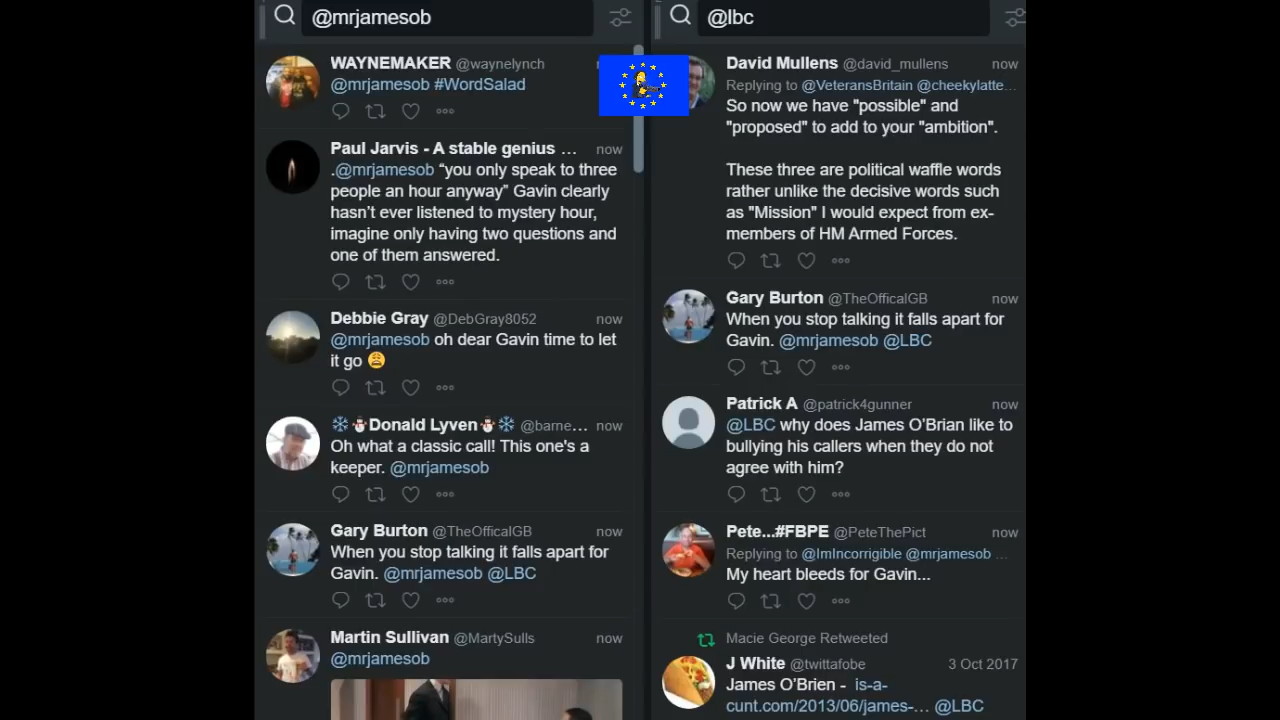 @mrjamesob
WAYNEMAKER @waynelynch
@mrjamesob #WordSalad
Paul Jarvis - A stable genius ... now
.@mrjamesob “you only speak to three
people an hour anyway” Gavin clearly
hasn’t ever listened to mystery hour,
imagine only having two questions and
one of them answered.
Debbie Gray @DebGray8052 now
@mrjamesob oh dear Gavin time to let
it go 😩
❄️⛄Donald Lyven⛄❄️ @barne... now
Oh what a classic call! This one's a
keeper. @mrjamesob
Gary Burton @TheOfficalGB now
When you stop talking it falls apart for
Gavin. @mrjamesob @LBC
Martin Sullivan @MartySulls now
@mrjamesob
@lbc
David Mullens @david_mullens now
Replying to @VeteransBritain @cheekylatte...
So now we have "possible" and
"proposed" to add to your "ambition".
These three are political waffle words
rather unlike the decisive words such
as "Mission" I would expect from ex-
members of HM Armed Forces.
Gary Burton @TheOfficalGB now
When you stop talking it falls apart for
Gavin. @mrjamesob @LBC
Patrick A @patrick4gunner now
@LBC why does James O’Brian like to
bullying his callers when they do not
agree with him?
Pete...#FBPE @PeteThePict now
Replying to @ImIncorrigible @mrjamesob ...
My heart bleeds for Gavin...
Macie George Retweeted
J White @twittafobe 3 Oct 2017
James O’Brien - is-a-
cunt.com/2013/06/james-... @LBC